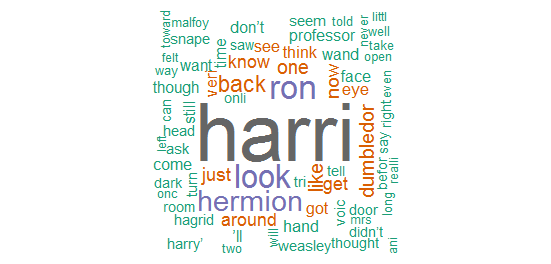 toward
malfoy
don't
seem
told
never
littl
snape
time
saw
see
professor
well
felt
know
think
wand
take
way
want
very
one
now
face
open
though
back
ron
eye
even
onli
can
still
harri
dumbledor
right
head
say
left
ask
befor
realli
come
just
look
like
tell
dark
turn
tri
get
long
onc
hermion
room
got
voic
door
hagrid
around
hand
mrs
'll
will
didn't
harry'
two
weasley
thought
ani